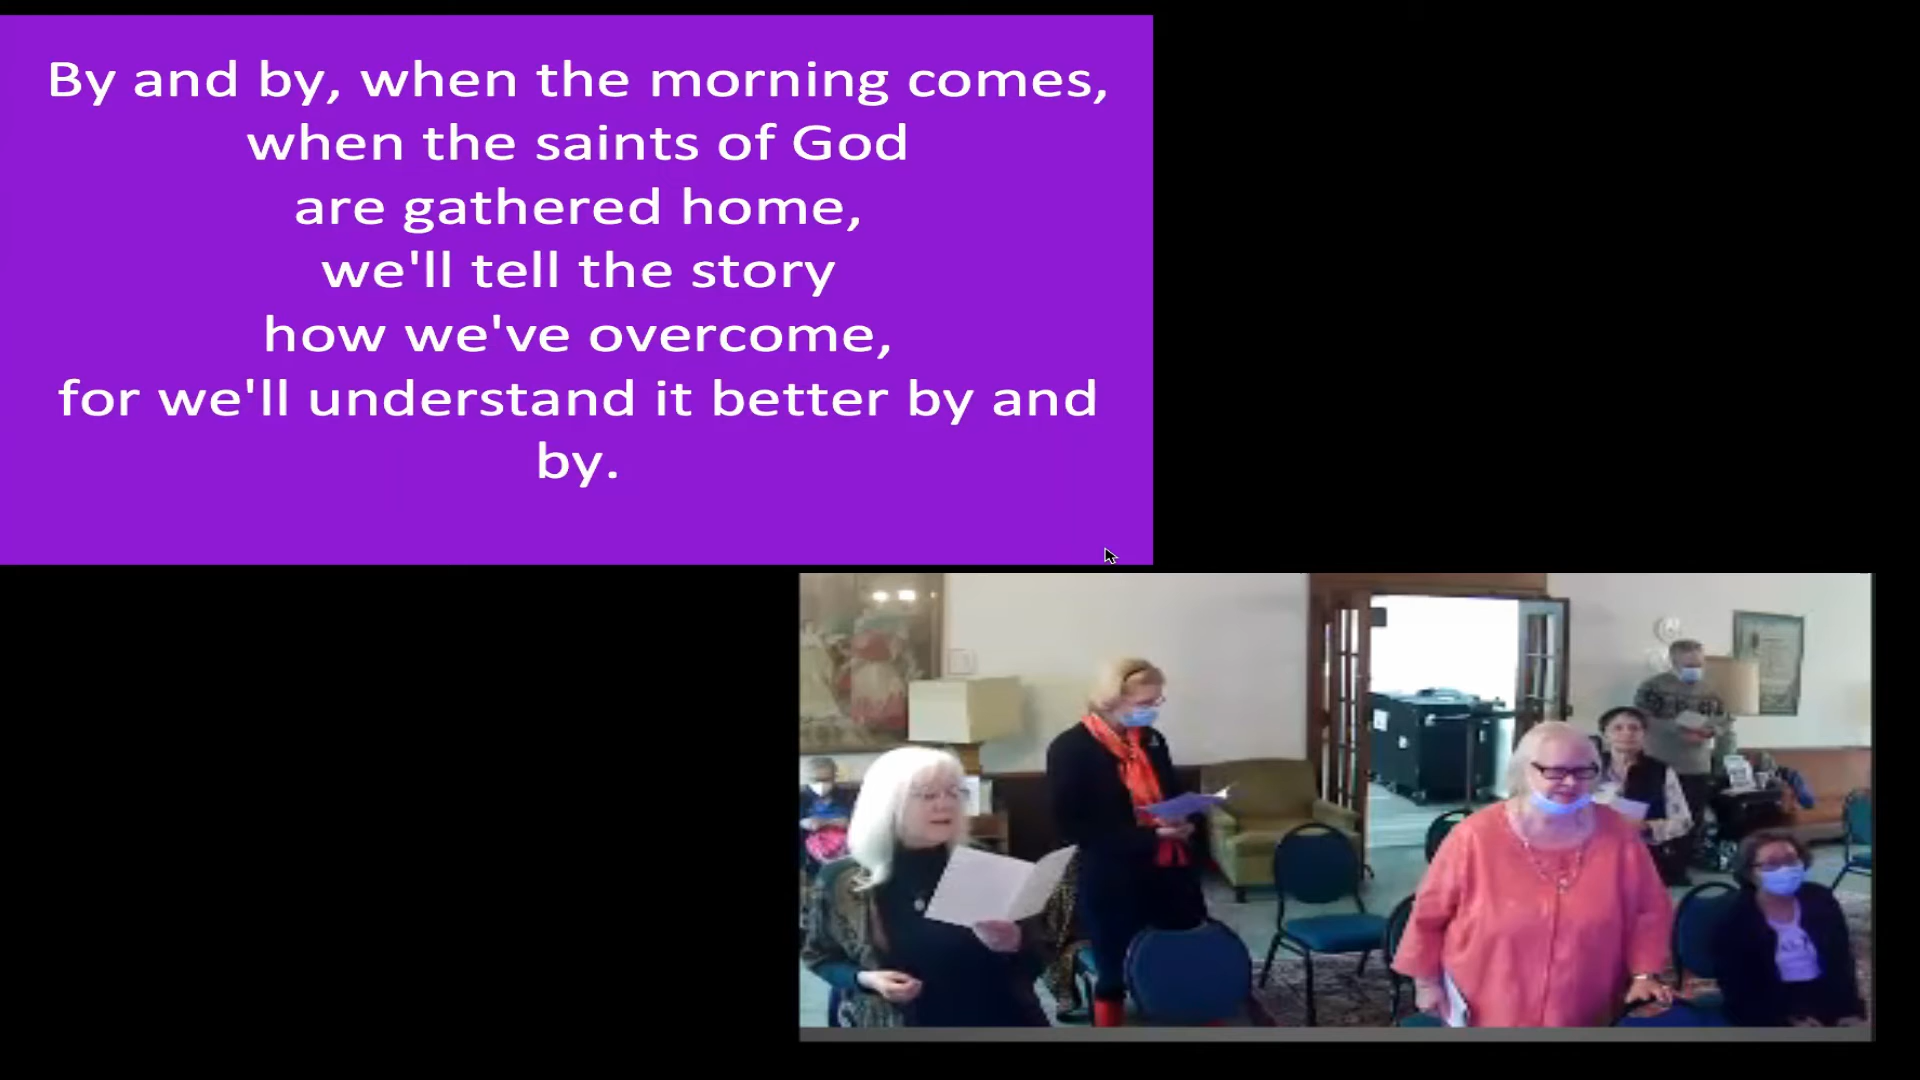 By and by, when the morning comes,
when the saints of God
are gathered home,
we'll tell the story
how we've overcome,
for we'll understand it better by and
by.